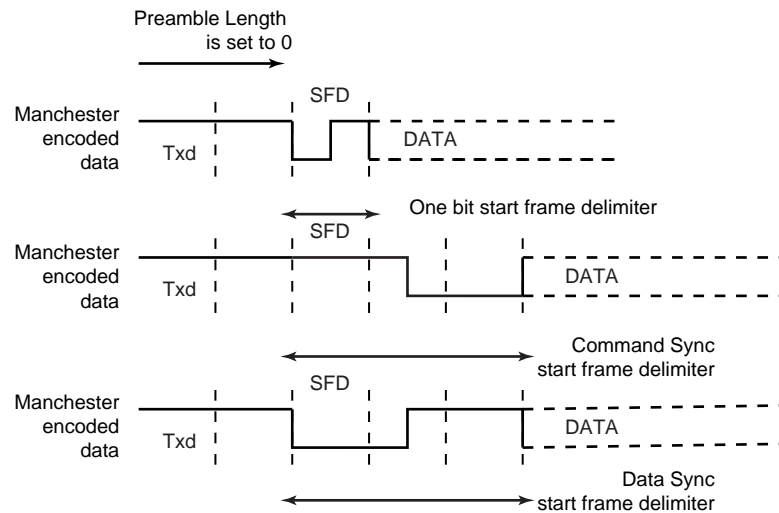 Preamble Length
is set to 0
SFD
Manchester
encoded
data
Txd
DATA
One bit start frame delimiter
SFD
Manchester
encoded
data
Txd
DATA
Command Sync
start frame delimiter
SFD
Manchester
encoded
data
Txd
DATA
Data Sync
start frame delimiter